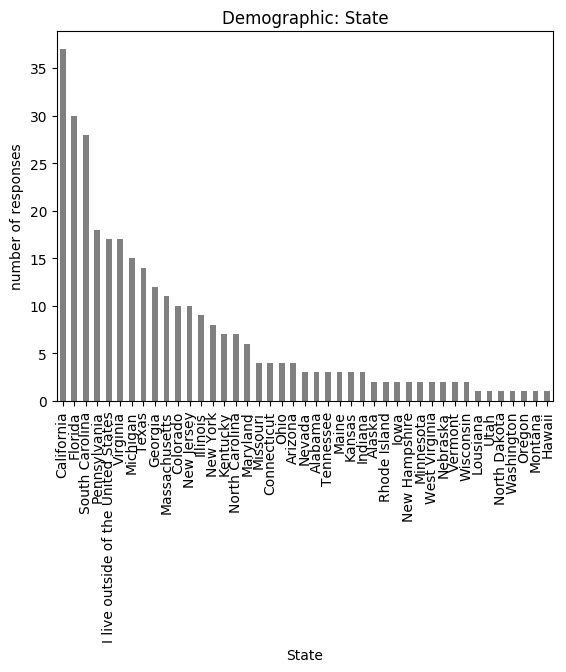 Demographic: State
number of responses
35
30
25
20
15
10
5
0
California
Florida
South Carolina
Pennsylvania
I live outside of the United States
Virginia
Michigan
Texas
Georgia
Massachusetts
Colorado
New Jersey
Illinois
New York
Kentucky
North Carolina
Maryland
Missouri
Connecticut
Ohio
Arizona
Nevada
Alabama
Tennessee
Maine
Kansas
Indiana
Alaska
Rhode Island
Iowa
New Hampshire
Minnesota
West Virginia
Nebraska
Vermont
Wisconsin
Lousiana
Utah
North Dakota
Washington
Oregon
Montana
Hawaii
State